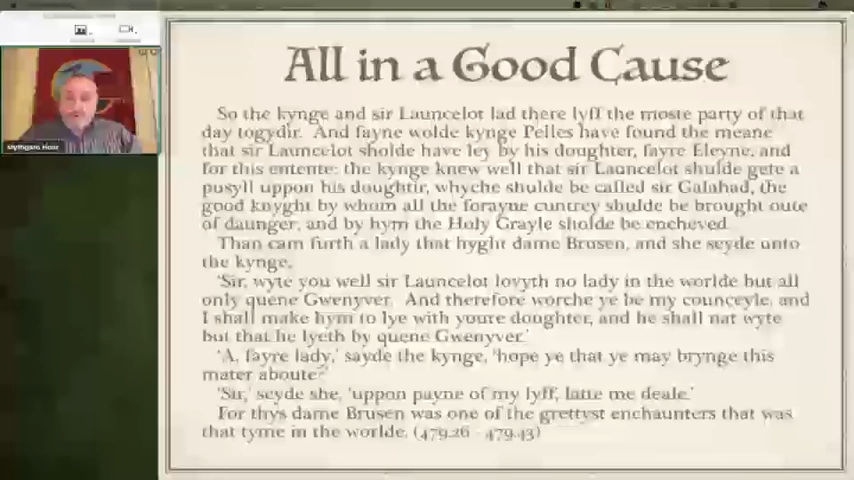 All in a Good Cause
So the kynge and sir Launcelot lad there lyff the moste party of that
day togydir. And fayne wolde kynge Pelles have found the meane
that sir Launcelot sholde have ley by his doughter, fayre Eleyne, and
for this entente: the kynge knew well that sir Launcelot shulde gete a
pusyll uppon his doughtir, whyche shulde be called sir Galahad, the
good knyght by whom all the forayne cuntrey shulde be brought oute
of daunger, and by hym the Holy Grayle sholde be encheved.
Than cam furth a lady that hyght dame Brusen, and she seyde unto
the kynge,
'Sir, wyte you well sir Launcelot lovyth no lady in the worlde but all
only quene Gwenyver. And therefore worche ye be my counceyle, and
I shall make hym to lye with youre doughter, and he shall nat wyte
but that he lyeth by quene Gwenyver.'
'A, fayre lady,' sayde the kynge, 'hope ye that ye may brynge this
mater aboute?'
'Sir,' seyde she, 'uppon payne of my lyff, latte me deale.'
For thys dame Brusen was one of the grettyst enchaunters that was
that tyme in the worlde. (479.26 - 479.43)
Mythgard Host